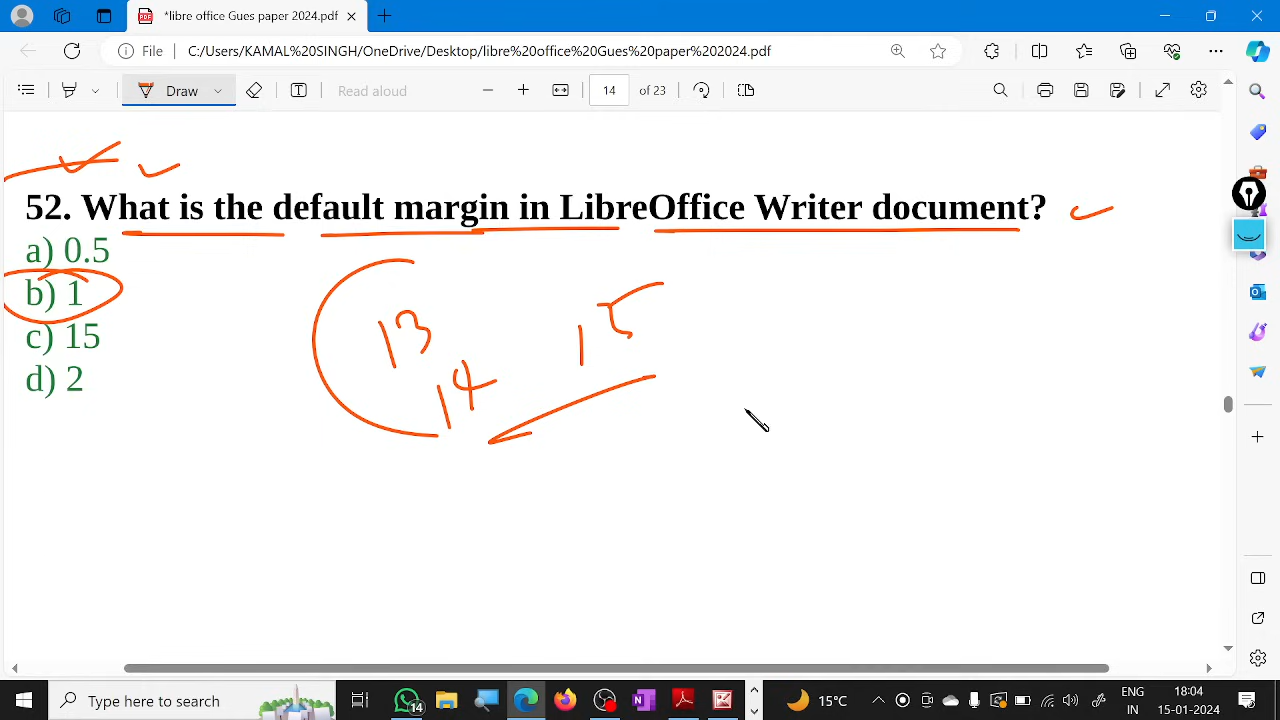 *libre office Gues paper 2024.pdf
File C:/Users/KAMAL%20SINGH/OneDrive/Desktop/libre%20office%20Gues%20paper%202024.pdf
Draw Read aloud 14 of 23
52. What is the default margin in LibreOffice Writer document?
a) 0.5
b) 1
c) 15
d) 2
13
15
14
Type here to search 14 15°C ENG 18:04
IN 15-01-2024